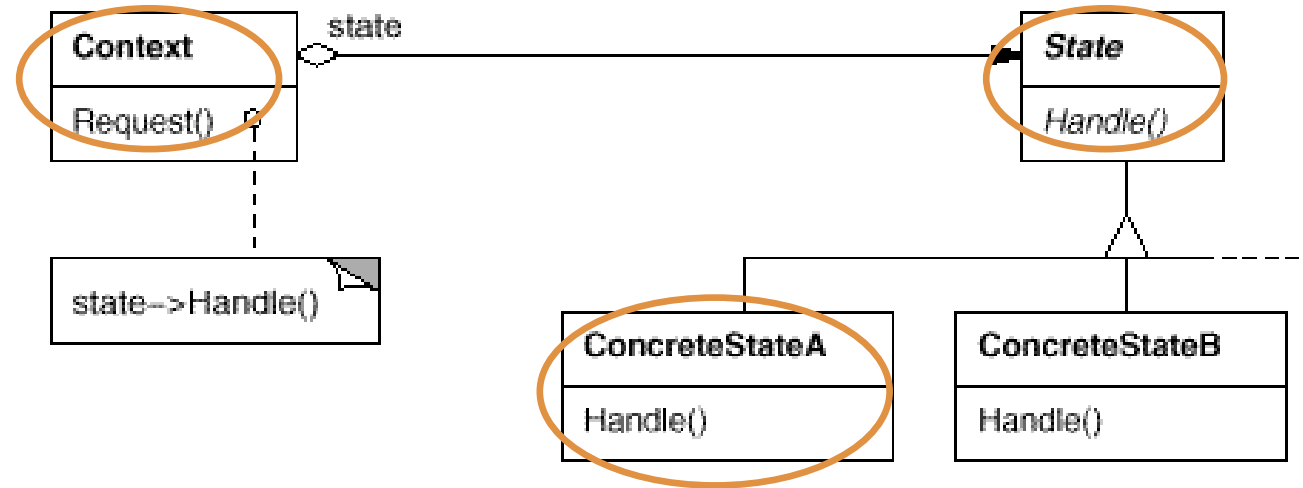 state
Context
State
Request()
Handle()
state–>Handle()
ConcreteStateA
ConcreteStateB
Handle()
Handle()